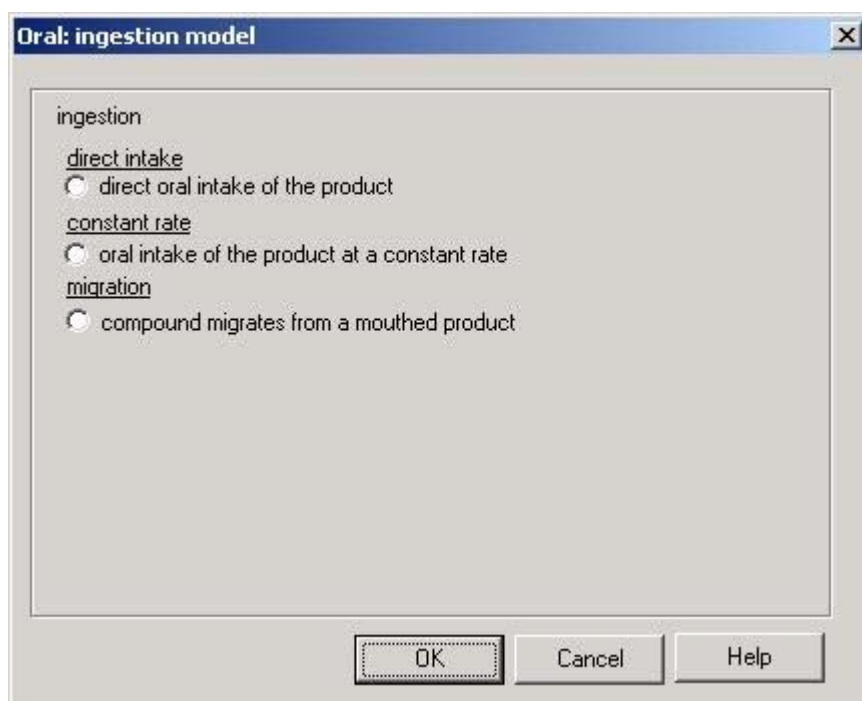 Oral: ingestion model
ingestion
direct intake
direct oral intake of the product
constant rate
oral intake of the product at a constant rate
migration
compound migrates from a mouthed product
OK Cancel Help